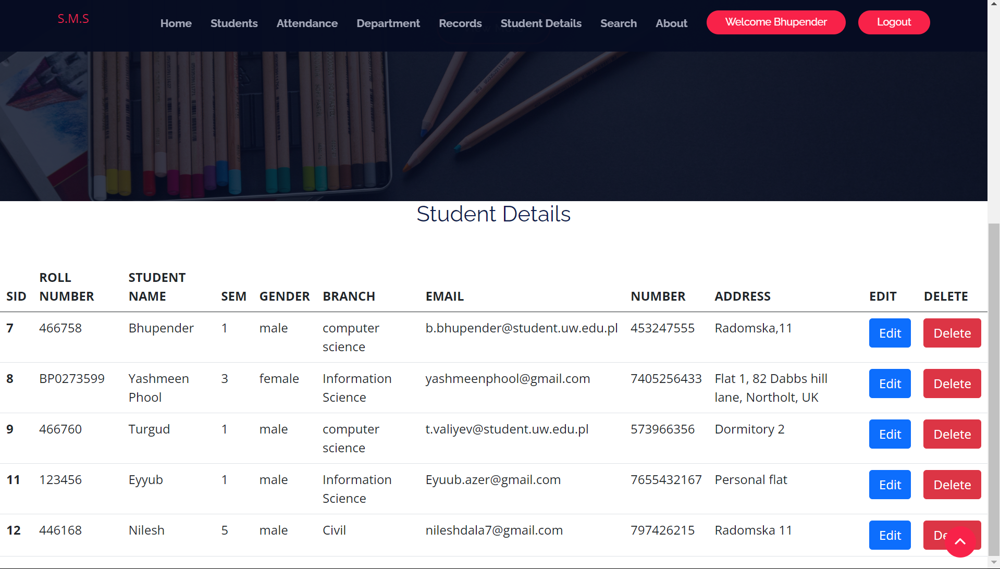 S.M.S
Home Students Attendance Department Records Student Details Search About Welcome Bhupender Logout
Student Details
SID ROLL NUMBER STUDENT NAME SEM GENDER BRANCH EMAIL NUMBER ADDRESS EDIT DELETE
7 466758 Bhupender 1 male computer science b.bhupender@student.uw.edu.pl 453247555 Radomska,11 Edit Delete
8 BP0273599 Yashmeen Phool 3 female Information Science yashmeenphool@gmail.com 7405256433 Flat 1, 82 Dabbs hill lane, Northolt, UK Edit Delete
9 466760 Turgud 1 male computer science t.valiyev@student.uw.edu.pl 573966356 Dormitory 2 Edit Delete
11 123456 Eyyub 1 male Information Science Eyuub.azer@gmail.com 7655432167 Personal flat Edit Delete
12 446168 Nilesh 5 male Civil nileshdala7@gmail.com 797426215 Radomska 11 Edit